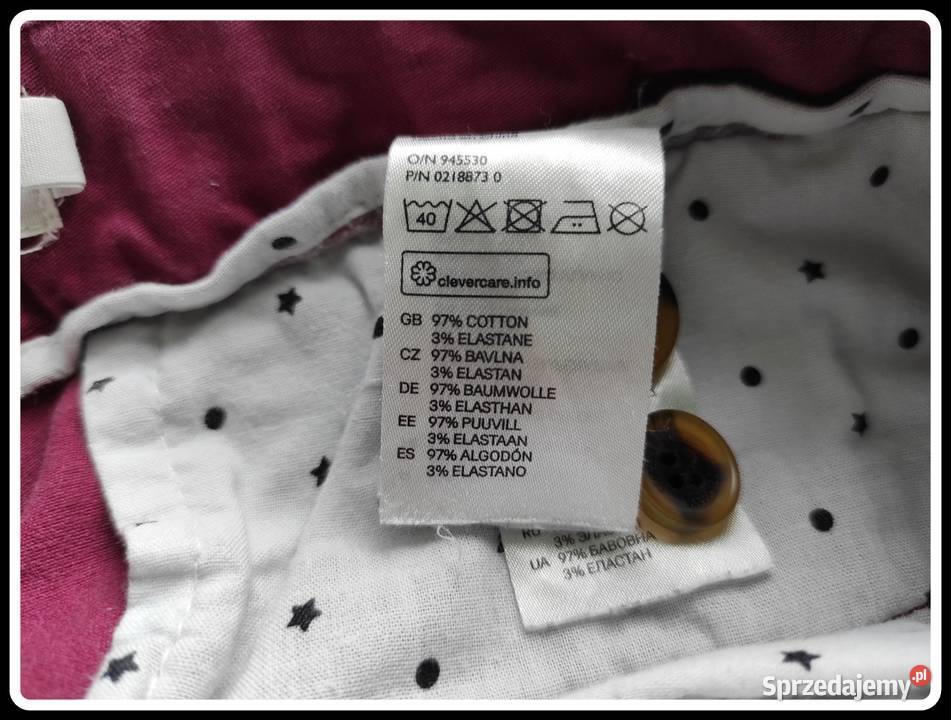 O/N 945530
P/N 0218873 0
40
clevercare.info
GB 97% COTTON
3% ELASTANE
CZ 97% BAVLNA
3% ELASTAN
DE 97% BAUMWOLLE
3% ELASTHAN
EE 97% PUUVILL
3% ELASTAAN
ES 97% ALGODÓN
3% ELASTANO
RU 3%
UA 97% БАВОВНА
3% ЕЛАСТАН
Sprzedajemy.pl